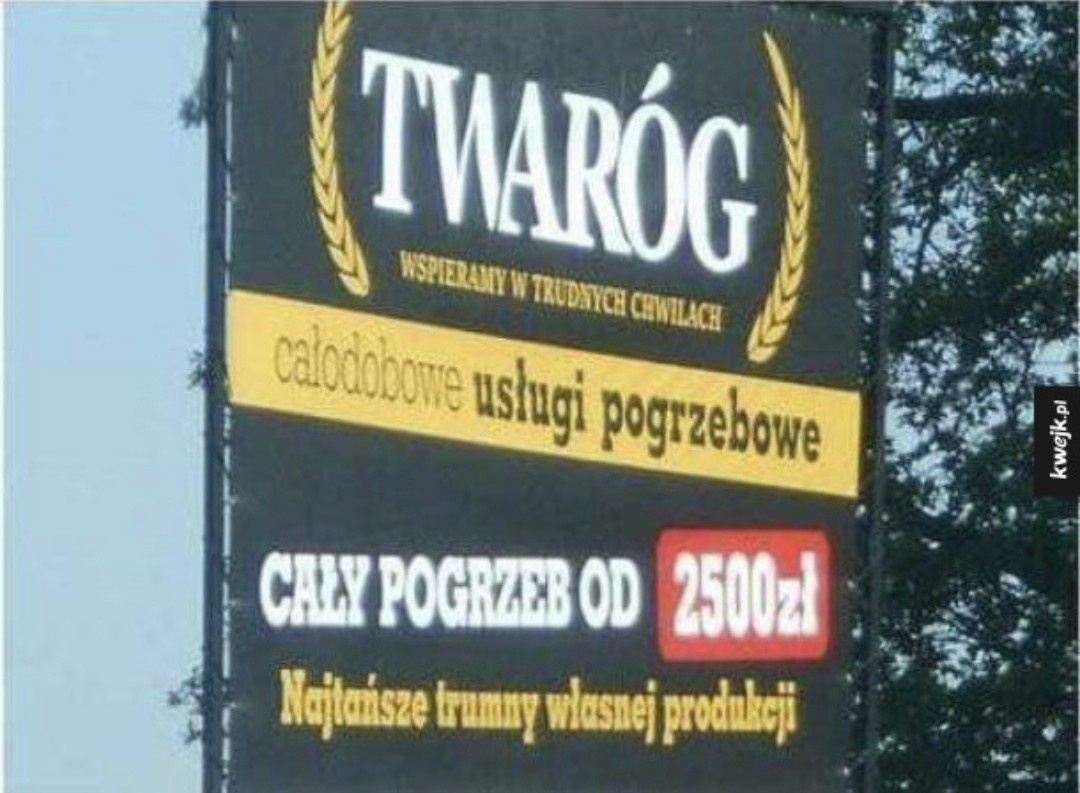 TWARÓG
WSPIERAMY W TRUDNYCH CHWILACH
całodobowe usługi pogrzebowe
CAŁY POGRZEB OD 2500zł
Najtańsze trumny własnej produkcji
kwejk.pl